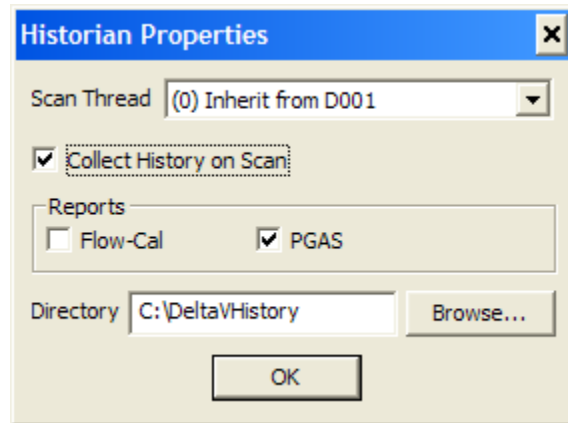 Historian Properties
Scan Thread (0) Inherit from D001
Collect History on Scan
Reports
Flow-Cal PGAS
Directory C:\DeltaVHistory Browse...
OK